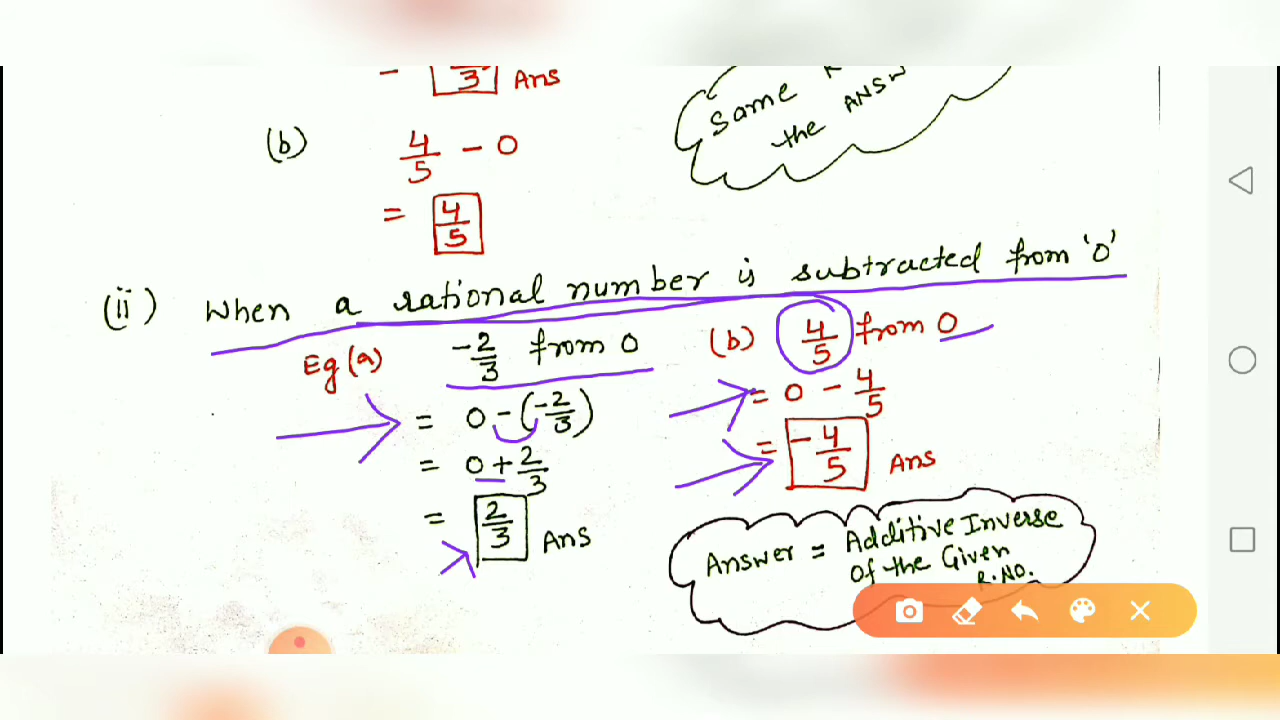 3 Ans
Same
the ANSW
(b) 4/5 - 0
= 4/5
(ii) When a rational number is subtracted from '0'
Eg (a) -2/3 from 0
= 0 - (-2/3)
= 0 + 2/3
= 2/3 Ans
(b) 4/5 from 0
= 0 - 4/5
= -4/5 Ans
Answer = Additive Inverse
of the Given
R.NO.